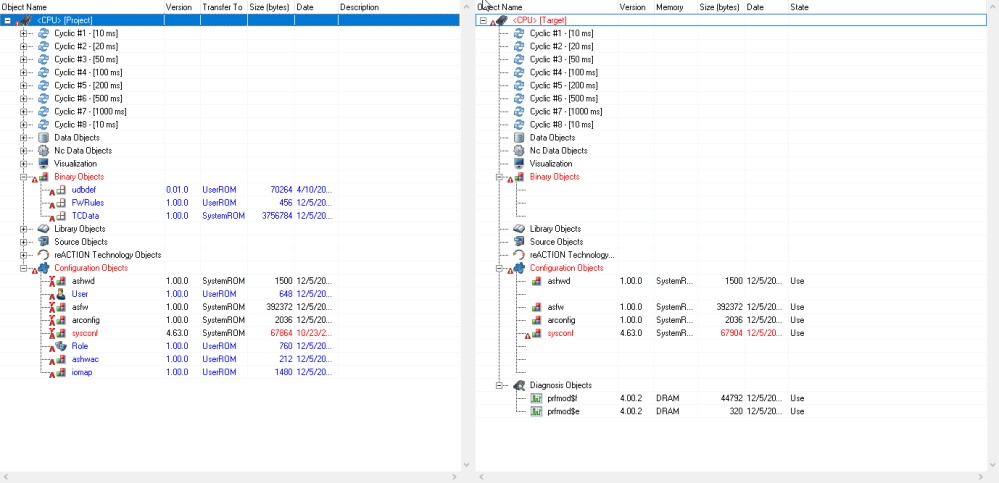 Object Name Version Transfer To Size (bytes) Date Description
<CPU> [Project]
Cyclic #1 - [10 ms]
Cyclic #2 - [20 ms]
Cyclic #3 - [50 ms]
Cyclic #4 - [100 ms]
Cyclic #5 - [200 ms]
Cyclic #6 - [500 ms]
Cyclic #7 - [1000 ms]
Cyclic #8 - [10 ms]
Data Objects
Nc Data Objects
Visualization
Binary Objects
udbdef 0.01.0 UserROM 70264 4/10/20...
FWRules 1.00.0 UserROM 456 12/5/20...
TCData 1.00.0 SystemROM 3756784 12/5/20...
Library Objects
Source Objects
reACTION Technology Objects
Configuration Objects
ashwd 1.00.0 SystemROM 1500 12/5/20...
User 1.00.0 UserROM 648 12/5/20...
asfw 1.00.0 SystemROM 392372 12/5/20...
arconfig 1.00.0 SystemROM 2036 12/5/20...
sysconf 4.63.0 SystemROM 67864 10/23/2...
Role 1.00.0 UserROM 760 12/5/20...
ashwac 1.00.0 UserROM 212 12/5/20...
iomap 1.00.0 UserROM 1480 12/5/20...
Object Name Version Memory Size (bytes) Date State
<CPU> [Target]
Cyclic #1 - [10 ms]
Cyclic #2 - [20 ms]
Cyclic #3 - [50 ms]
Cyclic #4 - [100 ms]
Cyclic #5 - [200 ms]
Cyclic #6 - [500 ms]
Cyclic #7 - [1000 ms]
Cyclic #8 - [10 ms]
Data Objects
Nc Data Objects
Visualization
Binary Objects
Library Objects
Source Objects
reACTION Technology...
Configuration Objects
ashwd 1.00.0 SystemR... 1500 12/5/20... Use
asfw 1.00.0 SystemR... 392372 12/5/20... Use
arconfig 1.00.0 SystemR... 2036 12/5/20... Use
sysconf 4.63.0 SystemR... 67904 12/5/20... Use
Diagnosis Objects
prfmod$f 4.00.2 DRAM 44792 12/5/20... Use
prfmod$e 4.00.2 DRAM 320 12/5/20... Use